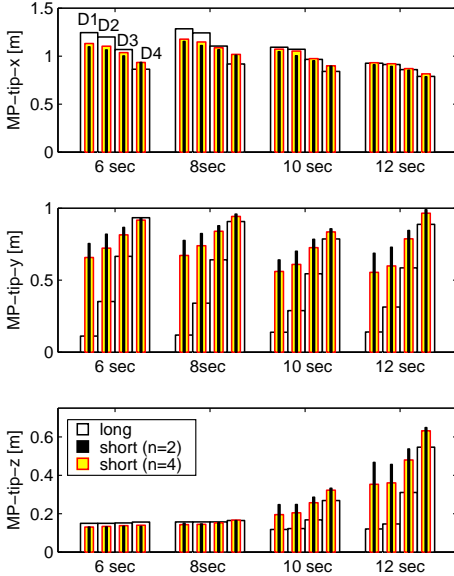 D1
D2
D3
D4
MP-tip-x [m]
1.5
1
0.5
0
6 sec 8sec 10 sec 12 sec
MP-tip-y [m]
1
0.5
0
6 sec 8sec 10 sec 12 sec
MP-tip-z [m]
0.6
0.4
0.2
0
long
short (n=2)
short (n=4)
6 sec 8sec 10 sec 12 sec